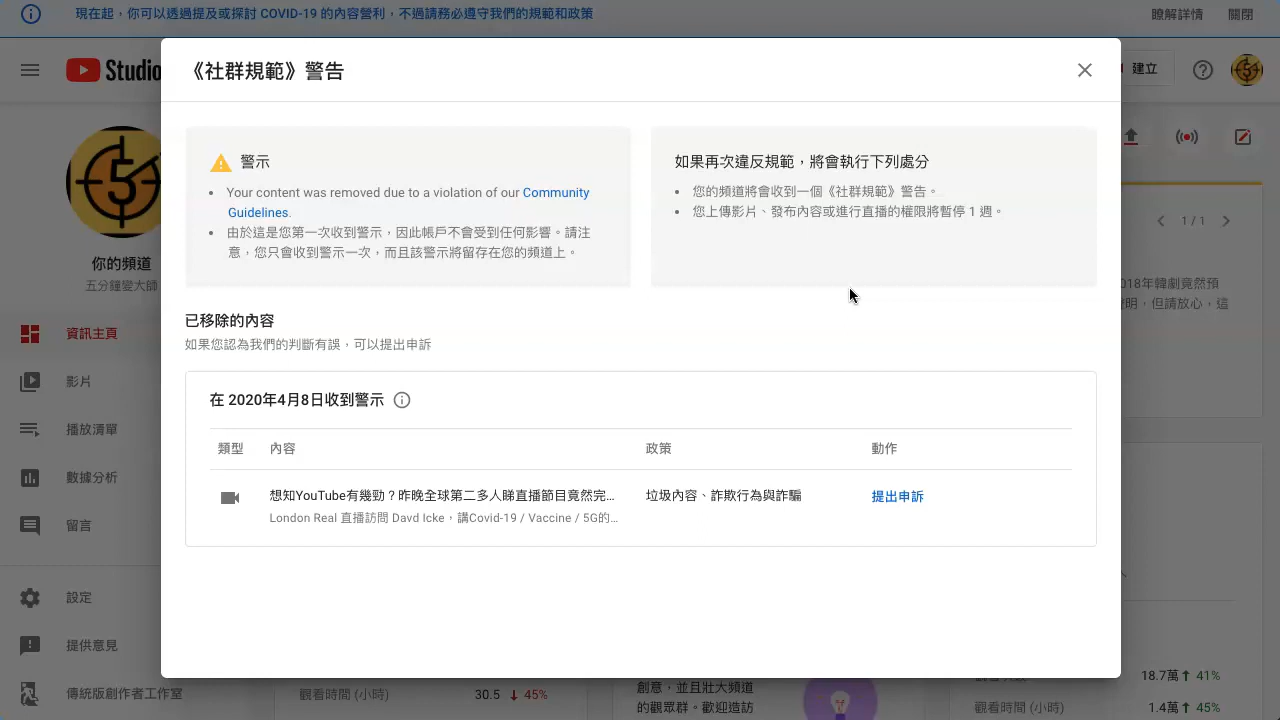 現在起，你可以透過提及或探討 COVID-19 的內容營利，不過請務必遵守我們的規範和政策
瞭解詳情
關閉
Studio
《社群規範》警告
建立
警示
Your content was removed due to a violation of our Community
Guidelines.
由於這是您第一次收到警示，因此帳戶不會受到任何影響。請注
意，您只會收到警示一次，而且該警示將留存在您的頻道上。
如果再次違反規範，將會執行下列處分
您的頻道將會收到一個《社群規範》警告。
您上傳影片、發布內容或進行直播的權限將暫停 1 週。
1 / 1
你的頻道
五分鐘變大師
018年韓劇竟然預
證明，但請放心，這
已移除的內容
如果您認為我們的判斷有誤，可以提出申訴
資訊主頁
影片
播放清單
數據分析
留言
設定
提供意見
傳統版創作者工作室
在 2020年4月8日收到警示
類型
內容
政策
動作
想知YouTube有幾勁？昨晚全球第二多人睇直播節目竟然完...
垃圾內容、詐欺行為與詐騙
提出申訴
London Real 直播訪問 Davd Icke，講Covid-19 / Vaccine / 5G的...
觀看時間 (小時)
30.5
45%
創意，並且壯大頻道
的觀眾群。歡迎造訪
18.7萬
41%
觀看時間 (小時)
1.4萬
45%